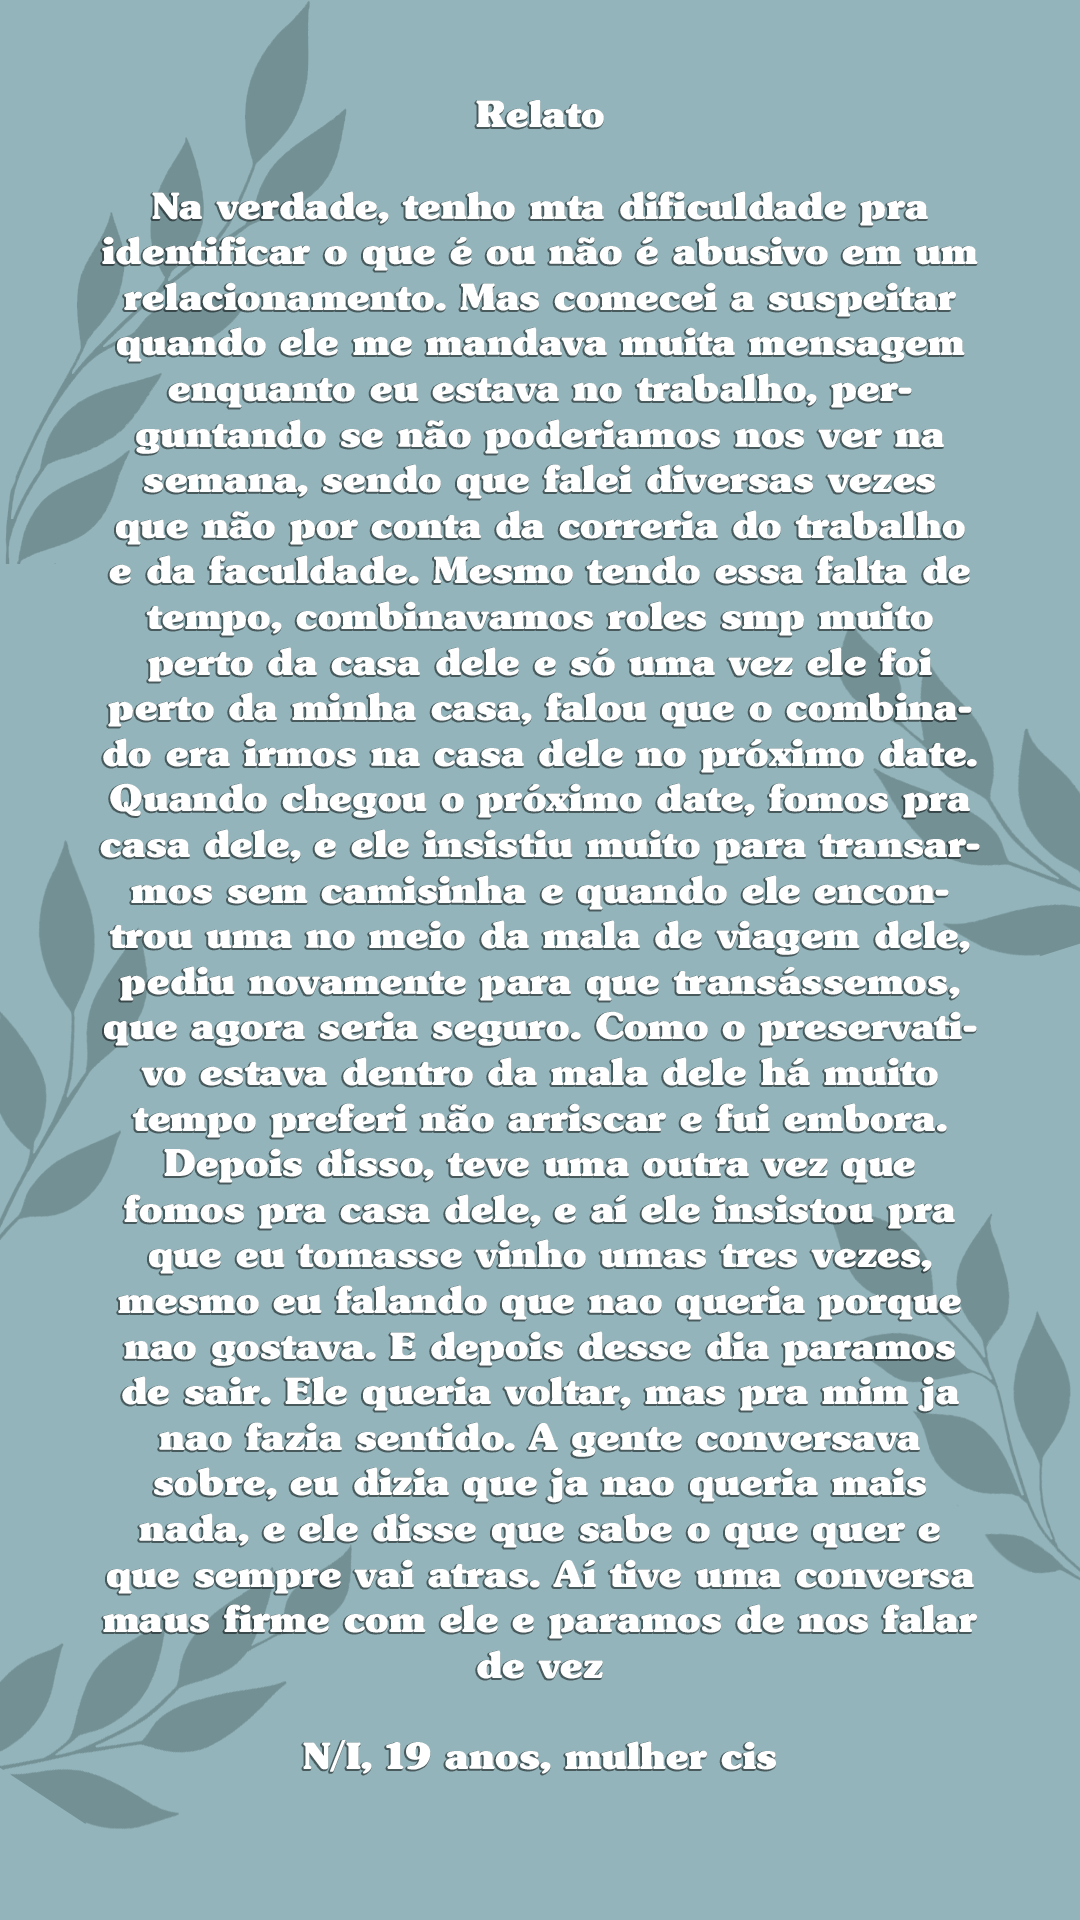 Relato
Na verdade, tenho mta dificuldade pra
identificar o que é ou não é abusivo em um
relacionamento. Mas comecei a suspeitar
quando ele me mandava muita mensagem
enquanto eu estava no trabalho, per-
guntando se não poderiamos nos ver na
semana, sendo que falei diversas vezes
que não por conta da correria do trabalho
e da faculdade. Mesmo tendo essa falta de
tempo, combinavamos roles smp muito
perto da casa dele e só uma vez ele foi
perto da minha casa, falou que o combina-
do era irmos na casa dele no próximo date.
Quando chegou o próximo date, fomos pra
casa dele, e ele insistiu muito para transar-
mos sem camisinha e quando ele encon-
trou uma no meio da mala de viagem dele,
pediu novamente para que transássemos,
que agora seria seguro. Como o preservati-
vo estava dentro da mala dele há muito
tempo preferi não arriscar e fui embora.
Depois disso, teve uma outra vez que
fomos pra casa dele, e aí ele insistou pra
que eu tomasse vinho umas tres vezes,
mesmo eu falando que nao queria porque
nao gostava. E depois desse dia paramos
de sair. Ele queria voltar, mas pra mim ja
nao fazia sentido. A gente conversava
sobre, eu dizia que ja nao queria mais
nada, e ele disse que sabe o que quer e
que sempre vai atras. Aí tive uma conversa
maus firme com ele e paramos de nos falar
de vez
N/I, 19 anos, mulher cis